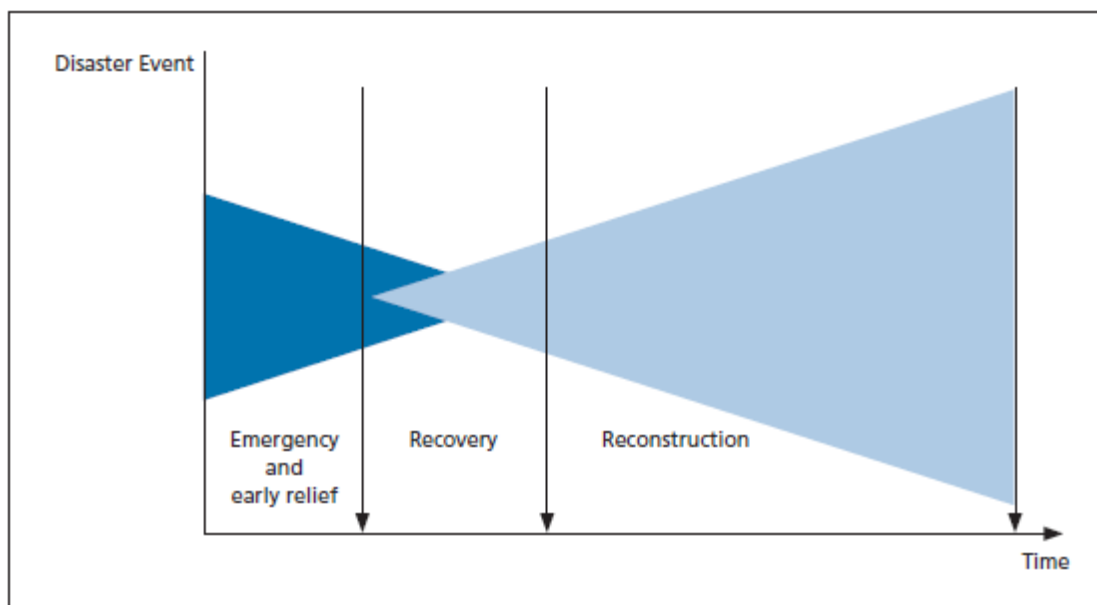 Disaster Event
Emergency
and
early relief
Recovery
Reconstruction
Time